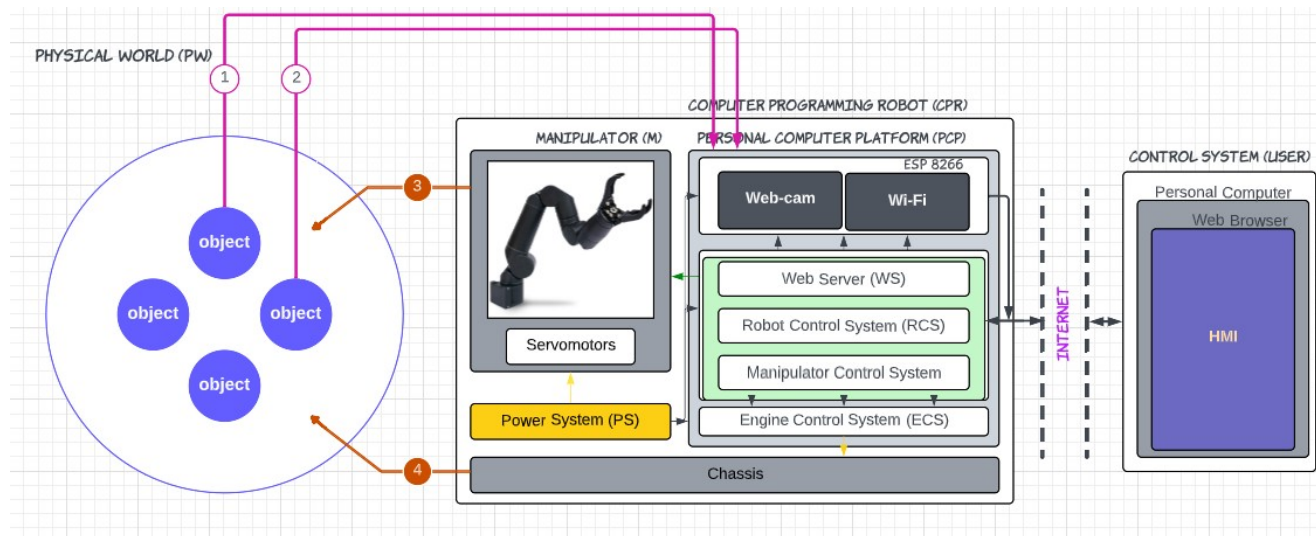 PHYSICAL WORLD (PW)
1
2
COMPUTER PROGRAMMING ROBOT (CPR)
MANIPULATOR (M)
PERSONAL COMPUTER PLATFORM (PCP)
ESP 8266
Web-cam
Wi-Fi
CONTROL SYSTEM (USER)
Personal Computer
Web Browser
HMI
3
object
object
object
object
Web Server (WS)
Robot Control System (RCS)
Manipulator Control System
Servomotors
INTERNET
Power System (PS)
Engine Control System (ECS)
4
Chassis